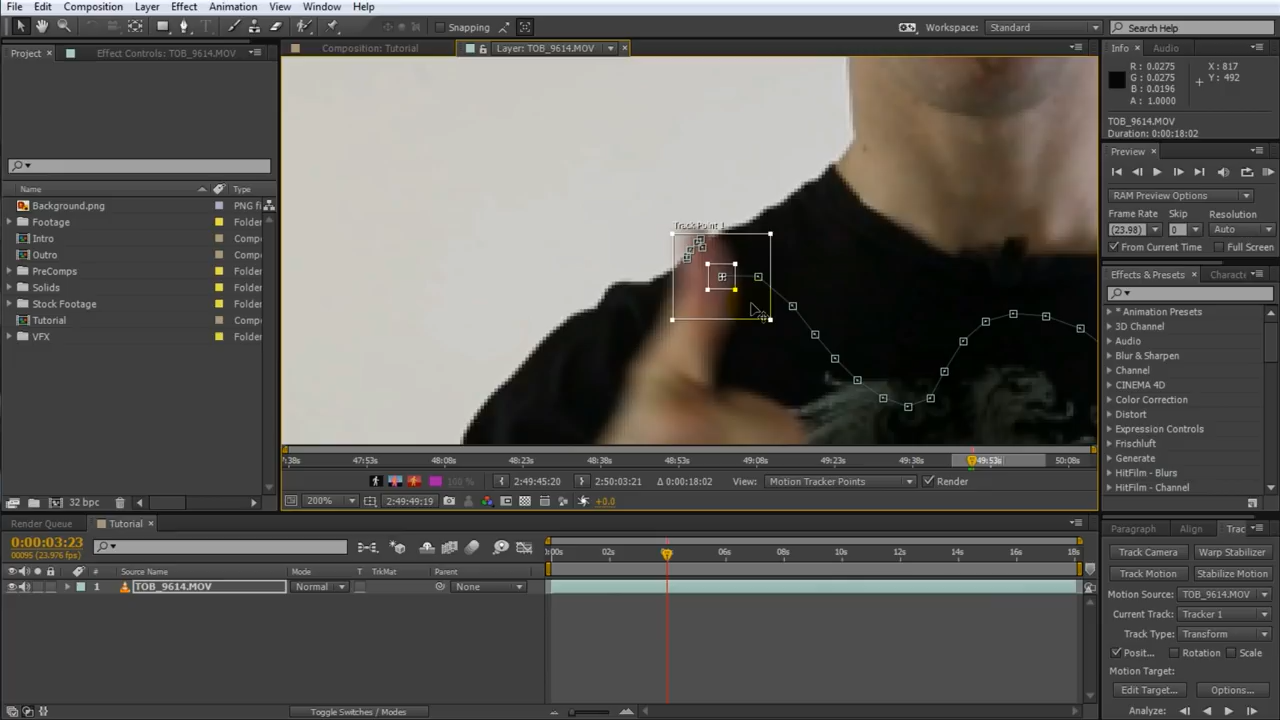 File Edit Composition Layer Effect Animation View Window Help
Snapping
Workspace: Standard
Search Help
Project
Effect Controls: TOB_9614.MOV
Composition: Tutorial
Layer: TOB_9614.MOV
Info
Audio
R : 0.0275
G : 0.0275
B : 0.0196
A : 1.0000
X : 817
Y : 492
TOB_9614.MOV
Duration: 0:00:18:02
Preview
RAM Preview Options
Frame Rate Skip Resolution
(23.98) 0 Auto
From Current Time Full Screen
Effects & Presets
Characte
* Animation Presets
3D Channel
Audio
Blur & Sharpen
Channel
CINEMA 4D
Color Correction
Distort
Expression Controls
Frischluft
Generate
HitFilm - Blurs
HitFilm - Channel
Name Type
Background.png PNG fi
Footage Folder
Intro Compo
Outro Compo
PreComps Folder
Solids Folder
Stock Footage Folder
Tutorial Compo
VFX Folder
32 bpc
Track Point 1
:38s 47:53s 48:08s 48:23s 48:38s 48:53s 49:08s 49:23s 49:38s 49:53s 50:08s
100 %
2:49:45:20
2:50:03:21
Δ 0:00:18:02
View: Motion Tracker Points
Render
200%
2:49:49:19
+0.0
Render Queue
Tutorial
0:00:03:23
00095 (23.976 fps)
# Source Name Mode T TrkMat Parent
1 TOB_9614.MOV Normal None
:00s 02s 06s 08s 10s 12s 14s 16s 18s
Toggle Switches / Modes
Paragraph
Align
Trac
Track Camera
Warp Stabilizer
Track Motion
Stabilize Motion
Motion Source: TOB_9614.MOV
Current Track: Tracker 1
Track Type: Transform
Posit... Rotation Scale
Motion Target:
Edit Target...
Options...
Analyze: